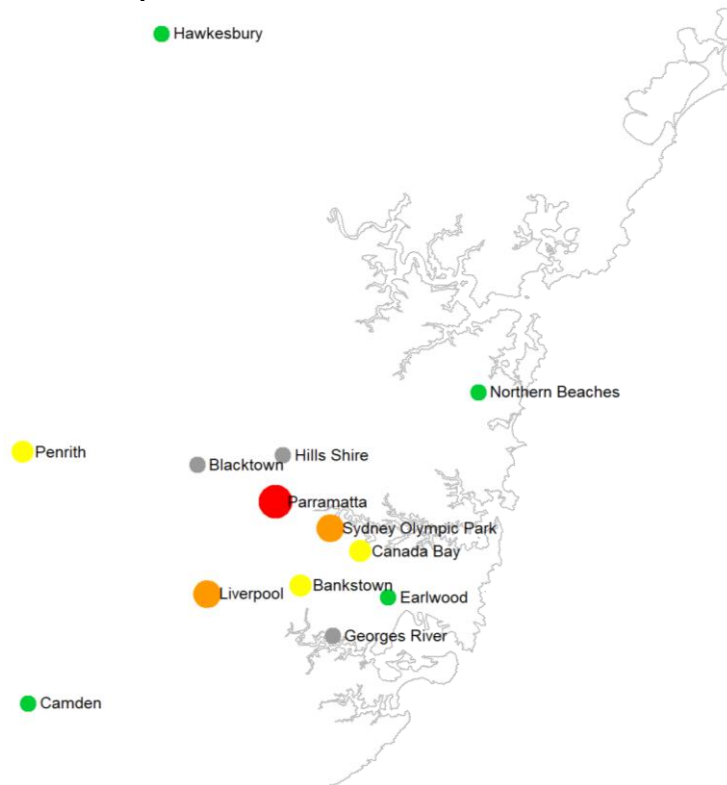 Hawkesbury
Northern Beaches
Penrith
Hills Shire
Blacktown
Parramatta
Sydney Olympic Park
Canada Bay
Bankstown
Liverpool
Earlwood
Georges River
Camden